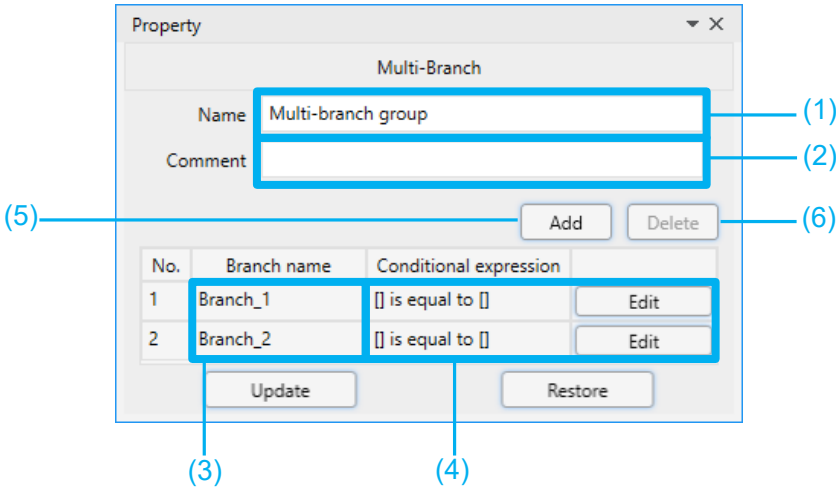 Property
Multi-Branch
Name Multi-branch group (1)
Comment (2)
(5) Add Delete (6)
No. Branch name Conditional expression
1 Branch_1 [] is equal to [] Edit
2 Branch_2 [] is equal to [] Edit
Update Restore
(3) (4)